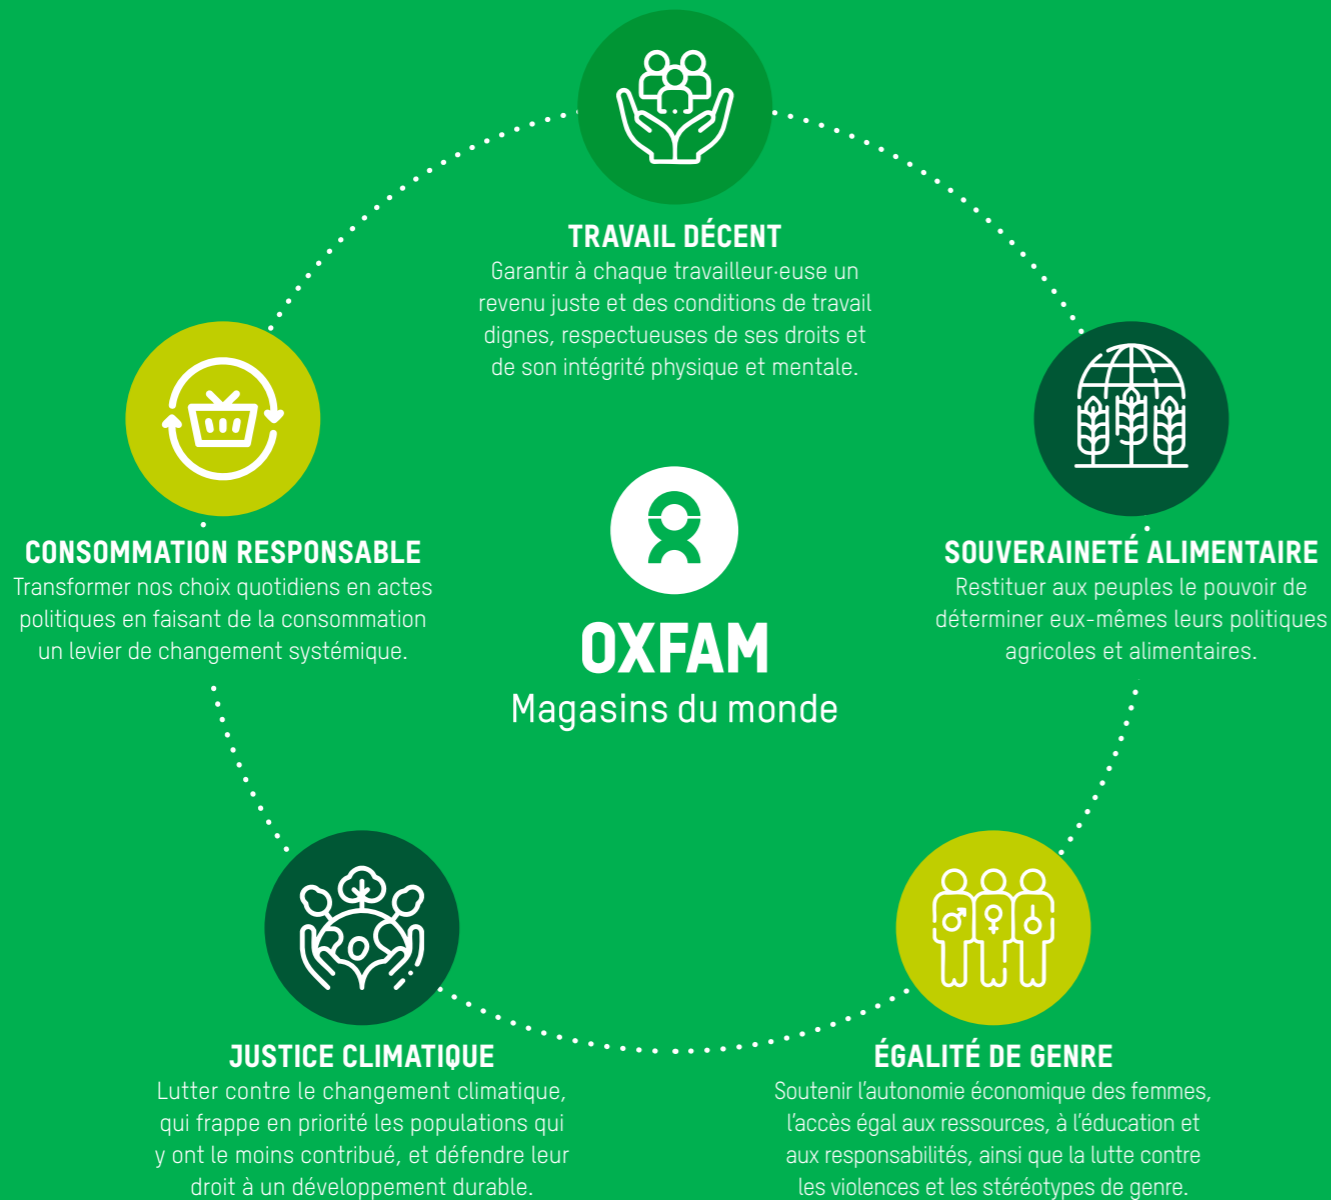 TRAVAIL DÉCENT
Garantir à chaque travailleur·euse un
revenu juste et des conditions de travail
dignes, respectueuses de ses droits et
de son intégrité physique et mentale.
CONSOMMATION RESPONSABLE
Transformer nos choix quotidiens en actes
politiques en faisant de la consommation
un levier de changement systémique.
OXFAM
Magasins du monde
SOUVERAINETÉ ALIMENTAIRE
Restituer aux peuples le pouvoir de
déterminer eux-mêmes leurs politiques
agricoles et alimentaires.
JUSTICE CLIMATIQUE
Lutter contre le changement climatique,
qui frappe en priorité les populations qui
y ont le moins contribué, et défendre leur
droit à un développement durable.
ÉGALITÉ DE GENRE
Soutenir l'autonomie économique des femmes,
l'accès égal aux ressources, à l'éducation et
aux responsabilités, ainsi que la lutte contre
les violences et les stéréotypes de genre.